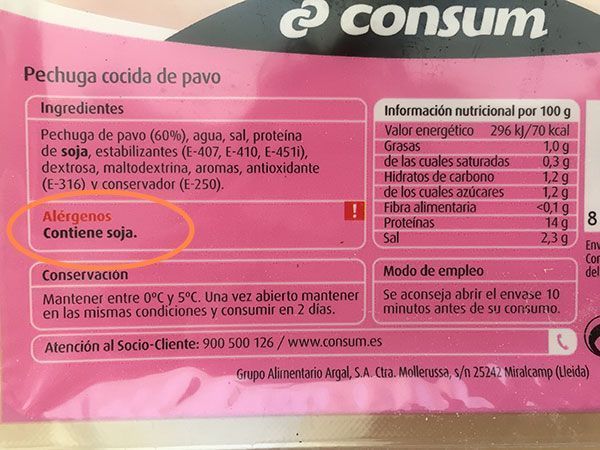 consum
Pechuga cocida de pavo
Ingredientes
Pechuga de pavo (60%), agua, sal, proteína
de soja, estabilizantes (E-407, E-410, E-451i),
dextrosa, maltodextrina, aromas, antioxidante
(E-316) y conservador (E-250).
Alérgenos
!
Contiene soja.
Conservación
Mantener entre 0ºC y 5ºC. Una vez abierto mantener
en las mismas condiciones y consumir en 2 días.
Información nutricional por 100 g
Valor energético 296 kJ/70 kcal
Grasas 1,0 g
de las cuales saturadas 0,3 g
Hidratos de carbono 1,2 g
de los cuales azúcares 1,2 g
Fibra alimentaria <0,1 g
Proteínas 14 g
Sal 2,3 g
Modo de empleo
Se aconseja abrir el envase 10
minutos antes de su consumo.
Atención al Socio-Cliente: 900 500 126 / www.consum.es
Grupo Alimentario Argal, S.A. Ctra. Mollerussa, s/n 25242 Miralcamp (Lleida)
8